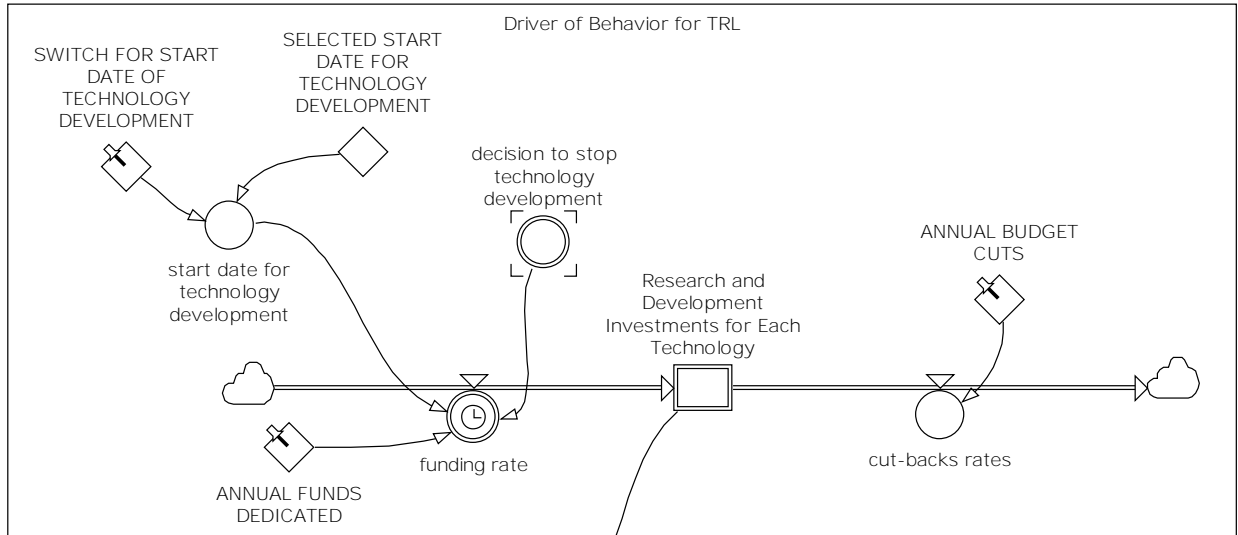 Driver of Behavior for TRL
SWITCH FOR START
DATE OF
TECHNOLOGY
DEVELOPMENT
SELECTED START
DATE FOR
TECHNOLOGY
DEVELOPMENT
decision to stop
technology
development
start date for
technology
development
ANNUAL BUDGET
CUTS
Research and
Development
Investments for Each
Technology
funding rate
cut-backs rates
ANNUAL FUNDS
DEDICATED